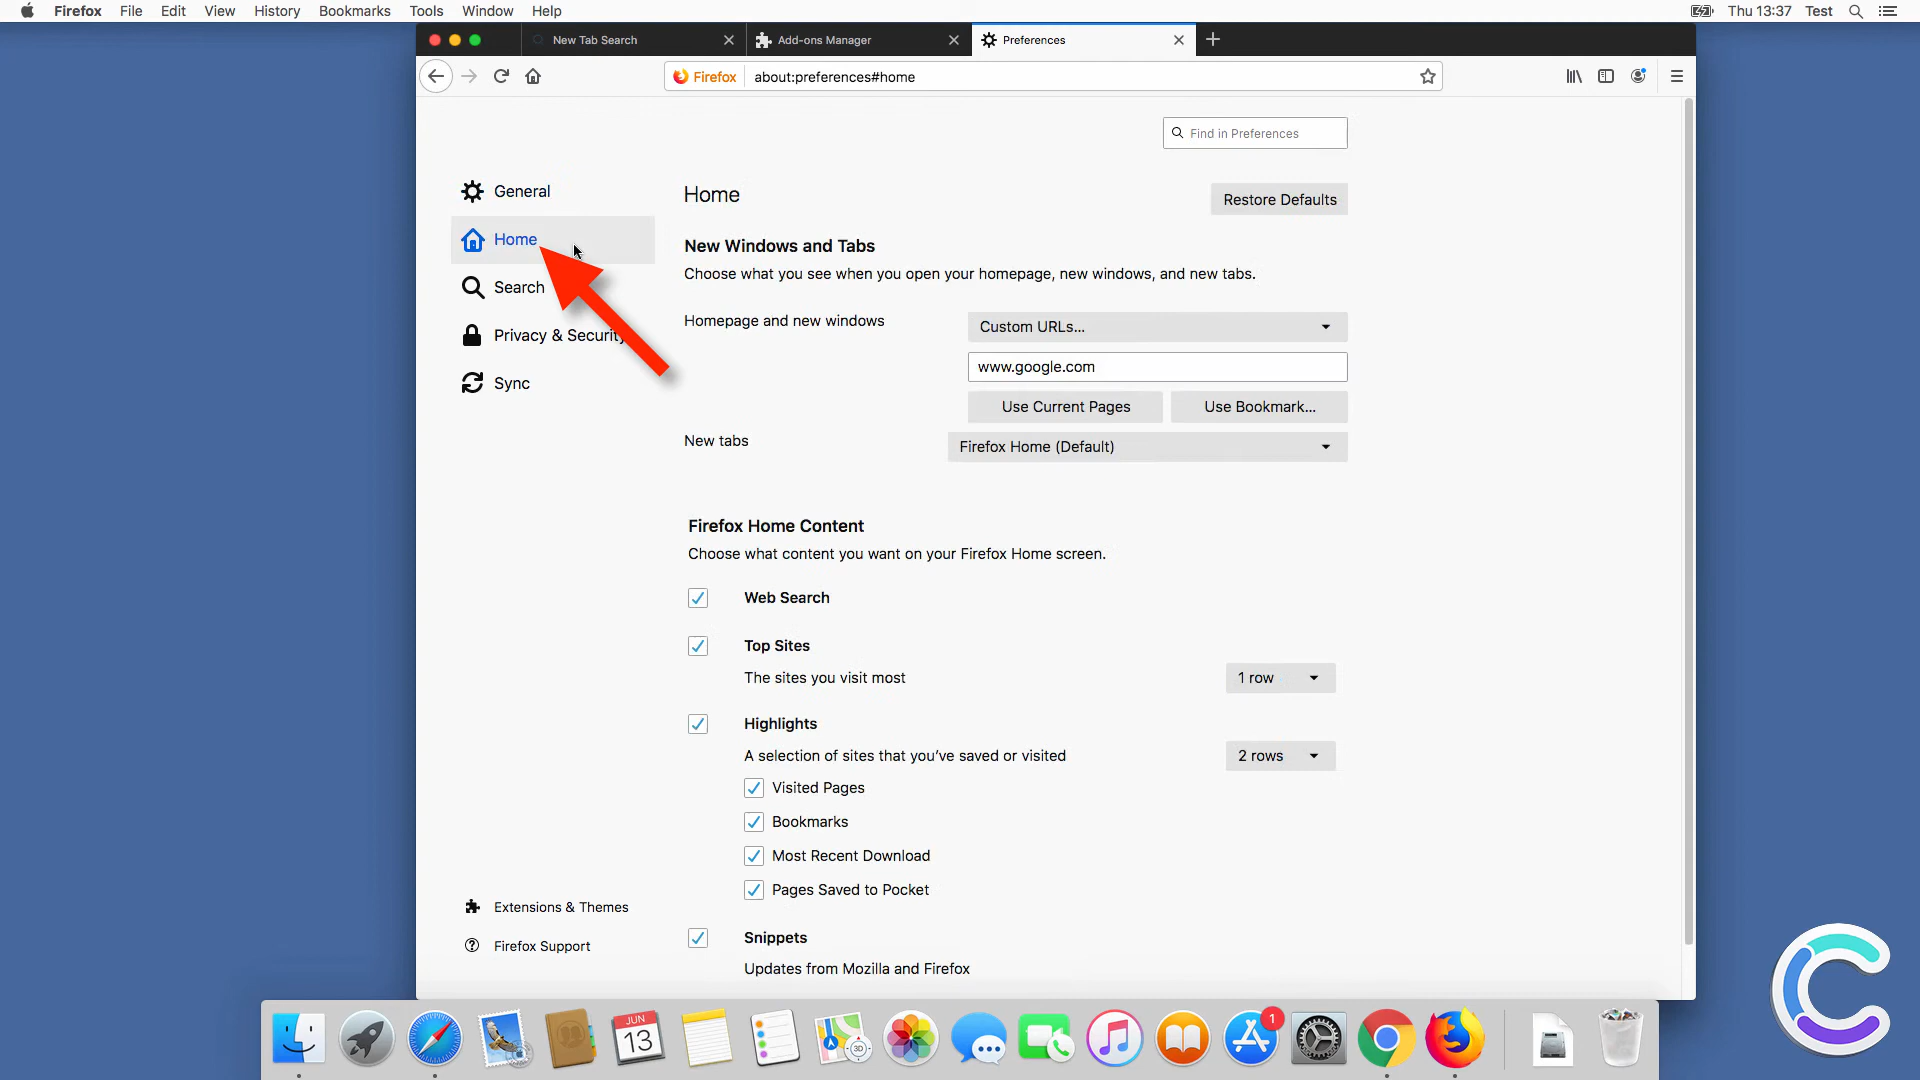 Firefox File Edit View History Bookmarks Tools Window Help Thu 13:37 Test
New Tab Search Add-ons Manager Preferences
Firefox about:preferences#home
Find in Preferences
General
Home
Search
Privacy & Security
Sync
Home
Restore Defaults
New Windows and Tabs
Choose what you see when you open your homepage, new windows, and new tabs.
Homepage and new windows
Custom URLs...
www.google.com
Use Current Pages Use Bookmark...
New tabs
Firefox Home (Default)
Firefox Home Content
Choose what content you want on your Firefox Home screen.
Web Search
Top Sites
The sites you visit most
1 row
Highlights
A selection of sites that you’ve saved or visited
2 rows
Visited Pages
Bookmarks
Most Recent Download
Pages Saved to Pocket
Snippets
Updates from Mozilla and Firefox
Extensions & Themes
Firefox Support
JUN
13
3D
1